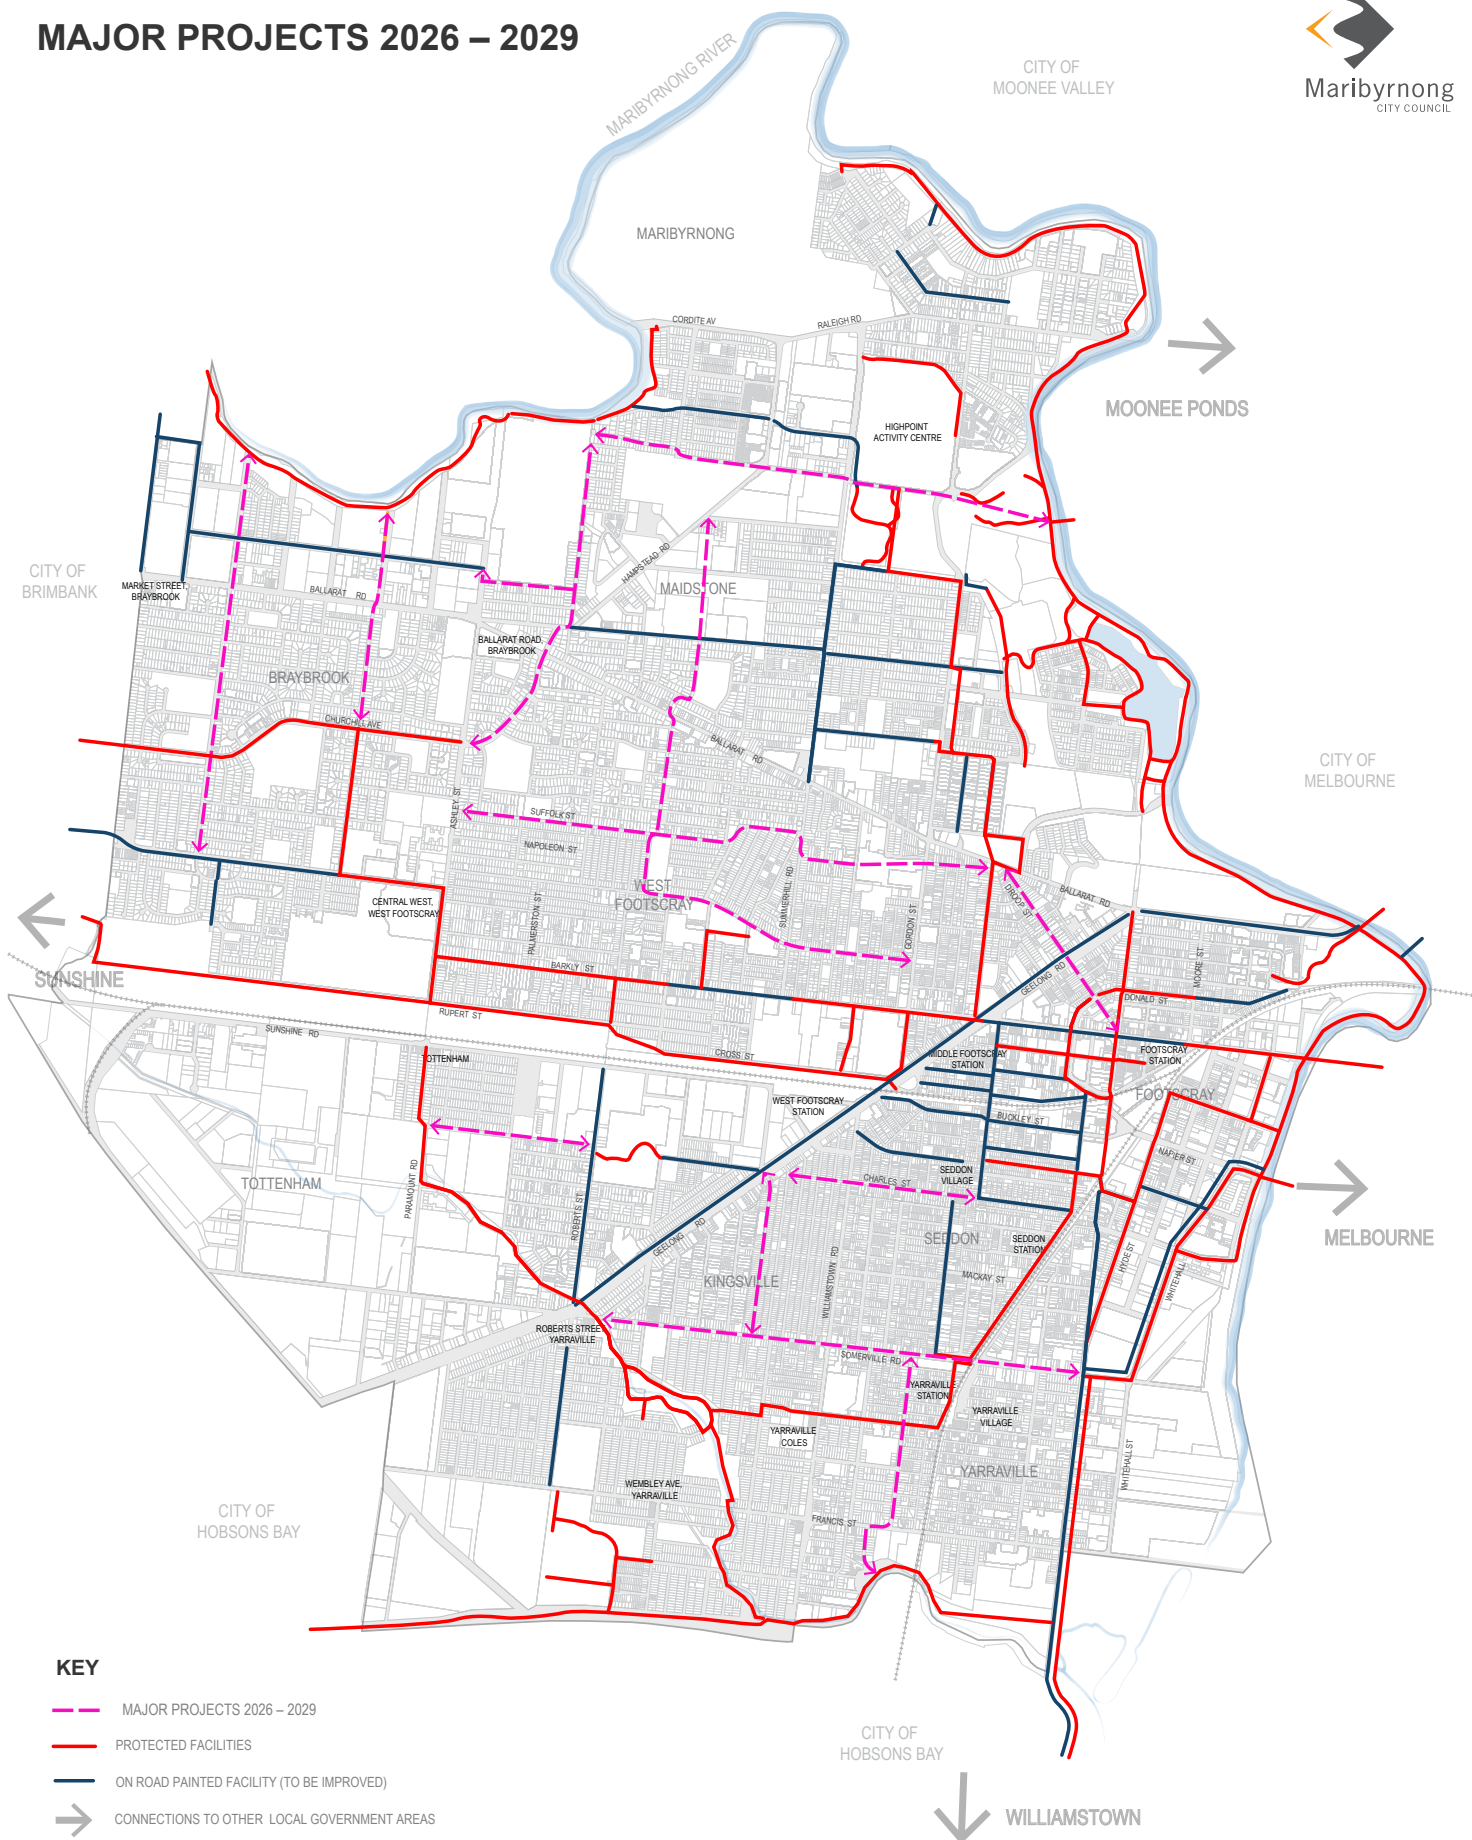 MAJOR PROJECTS 2026 – 2029
Maribyrnong
CITY COUNCIL
MARIBYRNONG RIVER
CITY OF
MOONEE VALLEY
MARIBYRNONG
CORDITE AV
RALEIGH RD
MOONEE PONDS
HIGHPOINT
ACTIVITY CENTRE
HAMPSTEAD RD
MAIDSTONE
CITY OF
BRIMBANK
MARKET STREET,
BRAYBROOK
BALLARAT RD
BALLARAT ROAD,
BRAYBROOK
BRAYBROOK
CHURCHILL AVE
BALLARAT RD
CITY OF
MELBOURNE
ASHLEY ST
SUFFOLK ST
NAPOLEON ST
WEST
FOOTSCRAY
SUMMERHILL RD
PALMERSTON ST
GORDON ST
DROOP ST
BALLARAT RD
CENTRAL WEST,
WEST FOOTSCRAY
GEELONG RD
MOORE ST
BARKLY ST
SUNSHINE
DONALD ST
RUPERT ST
SUNSHINE RD
CROSS ST
TOTTENHAM
MIDDLE FOOTSCRAY
STATION
FOOTSCRAY
STATION
FOOTSCRAY
WEST FOOTSCRAY
STATION
BUCKLEY ST
NAPIER ST
TOTTENHAM
PARAMOUNT RD
ROBERTS ST
CHARLES ST
SEDDON
VILLAGE
GEELONG RD
SEDDON
SEDDON
STATION
MELBOURNE
HYDE ST
WHITEHALL
KINGSVILLE
WILLIAMSTOWN RD
MACKAY ST
ROBERTS STREE
YARRAVILLE
SOMERVILLE RD
YARRAVILLE
STATION
YARRAVILLE
VILLAGE
YARRAVILLE
COLES
YARRAVILLE
WHITEHALL ST
WEMBLEY AVE,
YARRAVILLE
FRANCIS ST
CITY OF
HOBSONS BAY
KEY
MAJOR PROJECTS 2026 – 2029
PROTECTED FACILITIES
ON ROAD PAINTED FACILITY (TO BE IMPROVED)
CONNECTIONS TO OTHER LOCAL GOVERNMENT AREAS
CITY OF
HOBSONS BAY
WILLIAMSTOWN